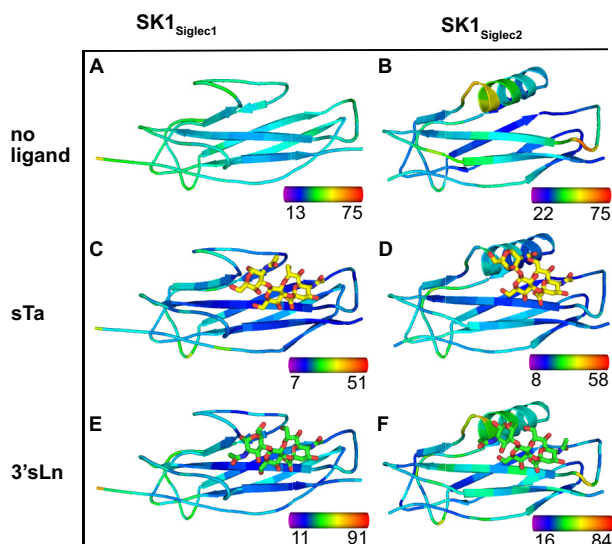 SK1Siglec1
SK1Siglec2
A
B
no
ligand
13 75
22 75
C
D
sTa
7 51
8 58
E
F
3'sLn
11 91
16 84